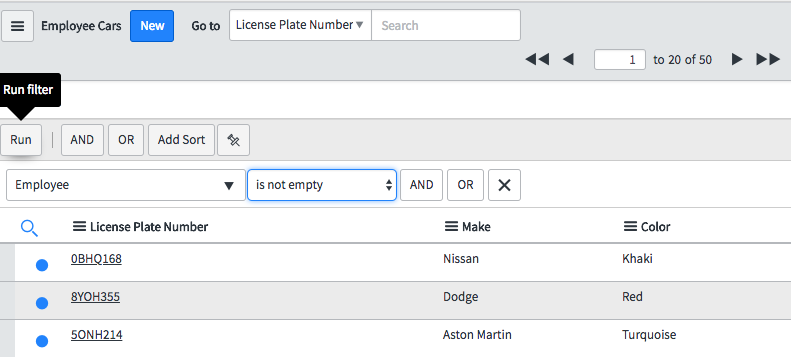 Employee Cars New Go to License Plate Number Search
1 to 20 of 50
Run filter
Run AND OR Add Sort
Employee is not empty AND OR
License Plate Number Make Color
0BHQ168 Nissan Khaki
8YOH355 Dodge Red
5ONH214 Aston Martin Turquoise